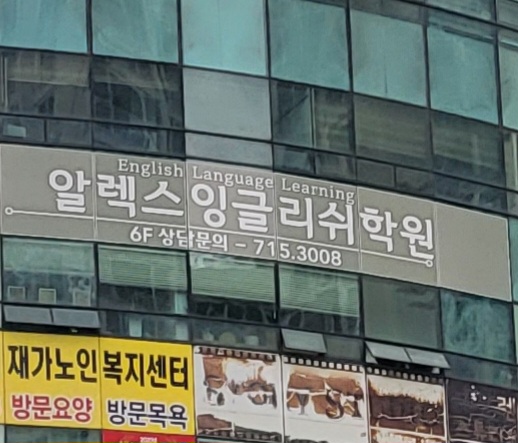 English Language Learning
알렉스잉글리쉬학원
6F 상담문의 - 715.3008
재가노인복지센터
방문요양 방문목욕